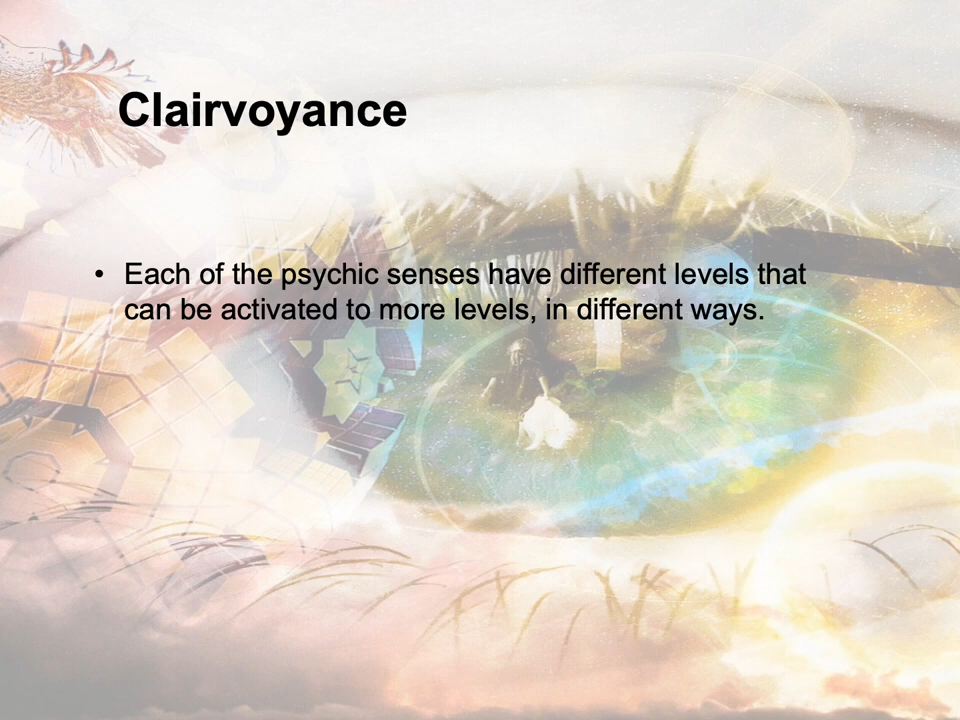 Clairvoyance
• Each of the psychic senses have different levels that
can be activated to more levels, in different ways.